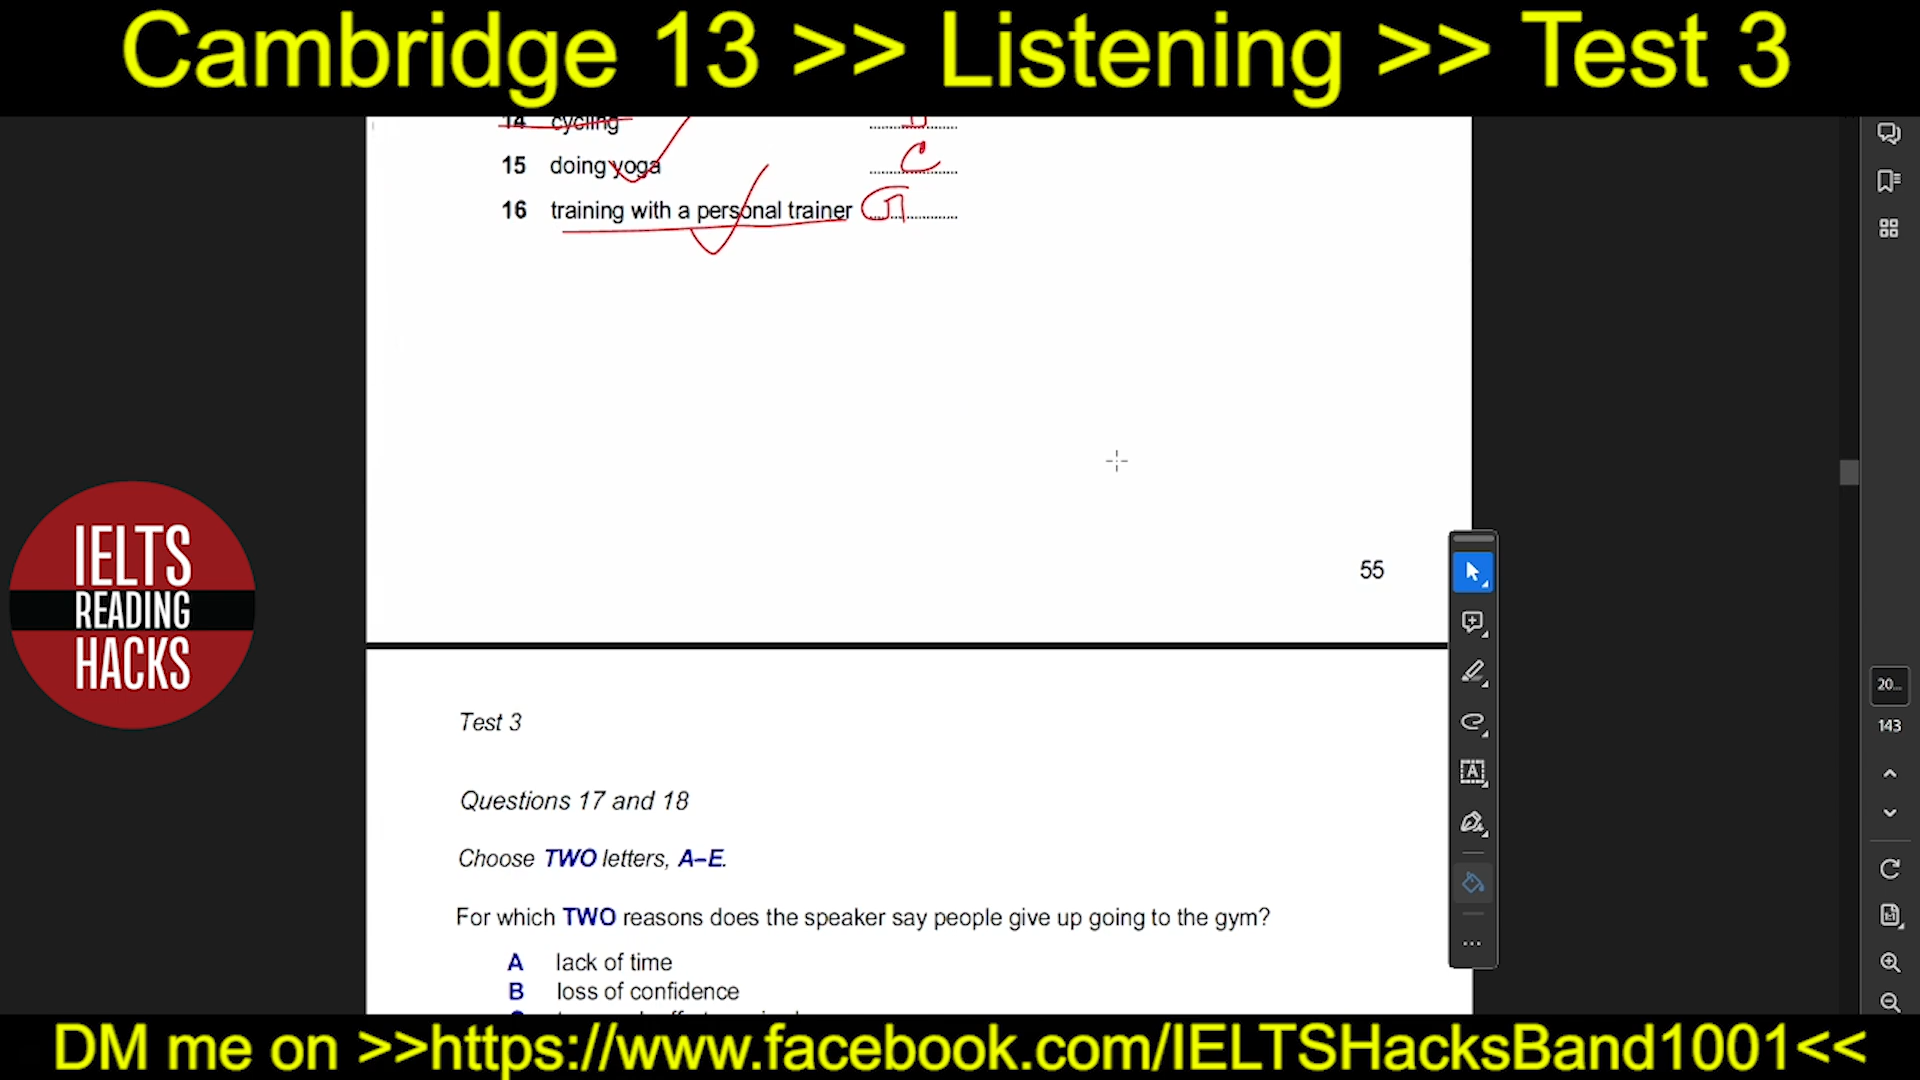 Cambridge 13 >> Listening >> Test 3
14 cycling
15 doing yoga C
16 training with a personal trainer G
55
IELTS
READING
HACKS
Test 3
Questions 17 and 18
Choose TWO letters, A–E.
For which TWO reasons does the speaker say people give up going to the gym?
A lack of time
B loss of confidence
20...
143
DM me on >>https://www.facebook.com/IELTSHacksBand1001<<